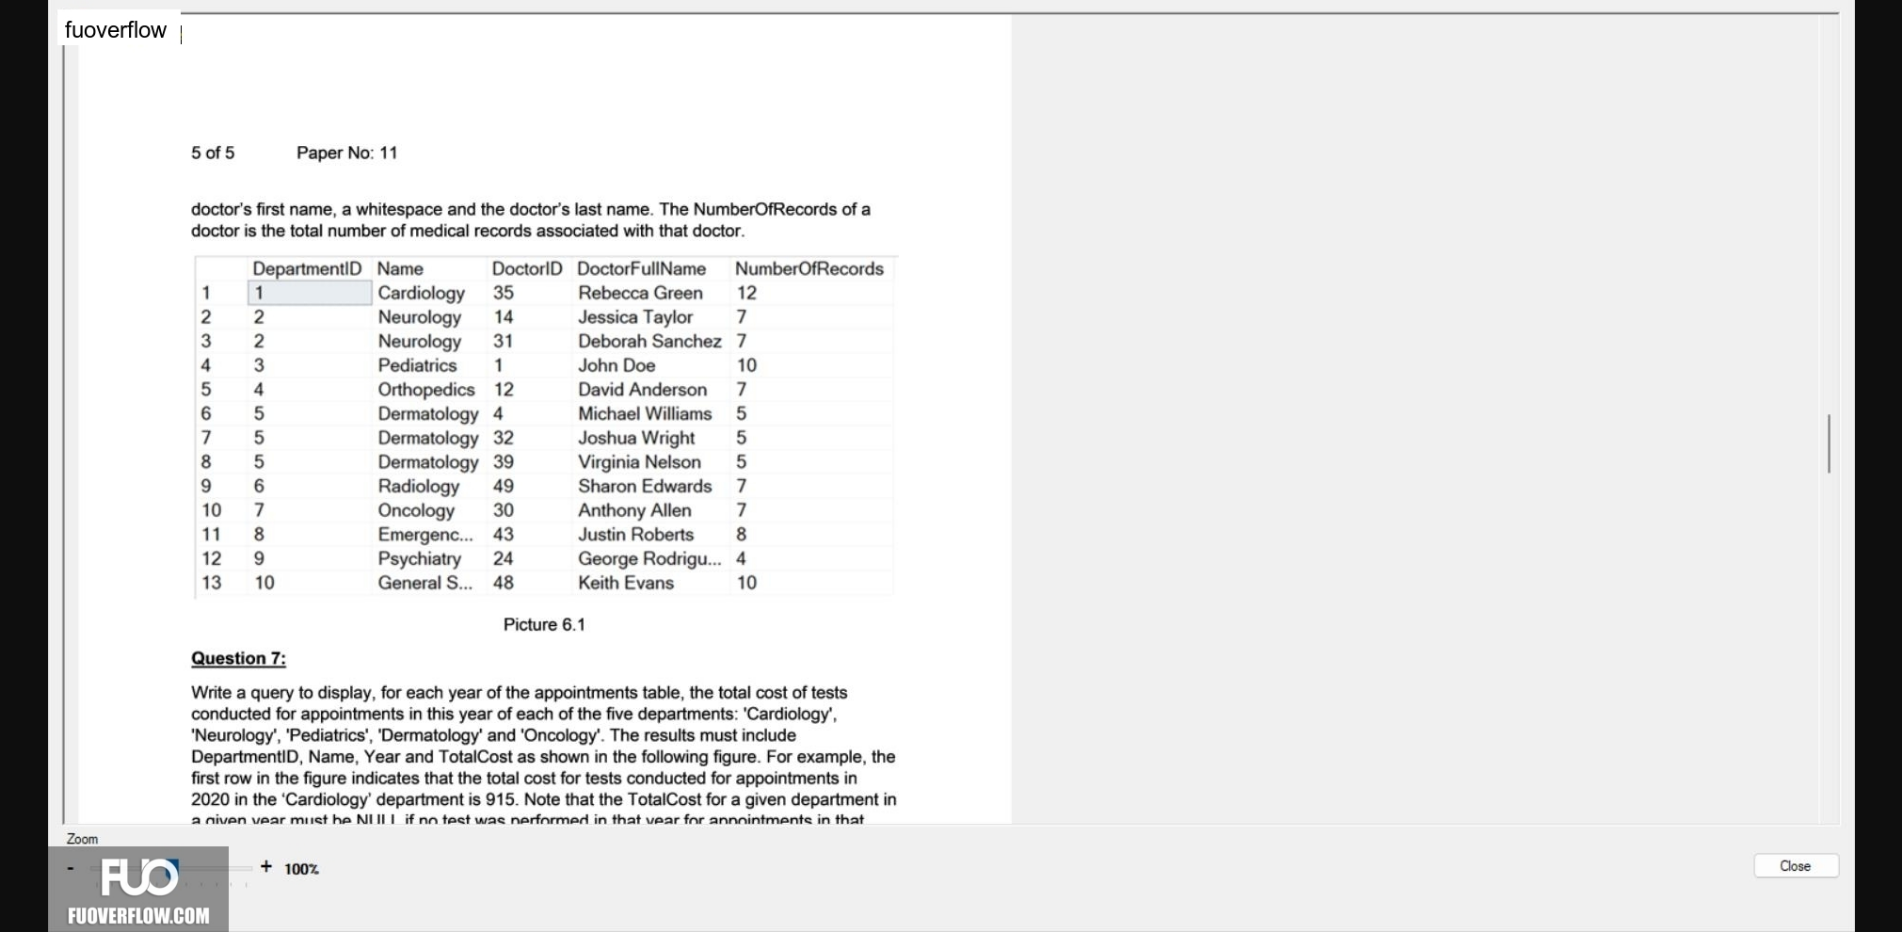 fuoverflow
5 of 5 Paper No: 11
doctor's first name, a whitespace and the doctor's last name. The NumberOfRecords of a
doctor is the total number of medical records associated with that doctor.
DepartmentID Name DoctorID DoctorFullName NumberOfRecords
1 1 Cardiology 35 Rebecca Green 12
2 2 Neurology 14 Jessica Taylor 7
3 2 Neurology 31 Deborah Sanchez 7
4 3 Pediatrics 1 John Doe 10
5 4 Orthopedics 12 David Anderson 7
6 5 Dermatology 4 Michael Williams 5
7 5 Dermatology 32 Joshua Wright 5
8 5 Dermatology 39 Virginia Nelson 5
9 6 Radiology 49 Sharon Edwards 7
10 7 Oncology 30 Anthony Allen 7
11 8 Emergenc... 43 Justin Roberts 8
12 9 Psychiatry 24 George Rodrigu... 4
13 10 General S... 48 Keith Evans 10
Picture 6.1
Question 7:
Write a query to display, for each year of the appointments table, the total cost of tests
conducted for appointments in this year of each of the five departments: 'Cardiology',
'Neurology', 'Pediatrics', 'Dermatology' and 'Oncology'. The results must include
DepartmentID, Name, Year and TotalCost as shown in the following figure. For example, the
first row in the figure indicates that the total cost for tests conducted for appointments in
2020 in the 'Cardiology' department is 915. Note that the TotalCost for a given department in
a given year must be NULL if no test was performed in that year for appointments in that
Zoom
- + 100%
Close
FUO
FUOVERFLOW.COM